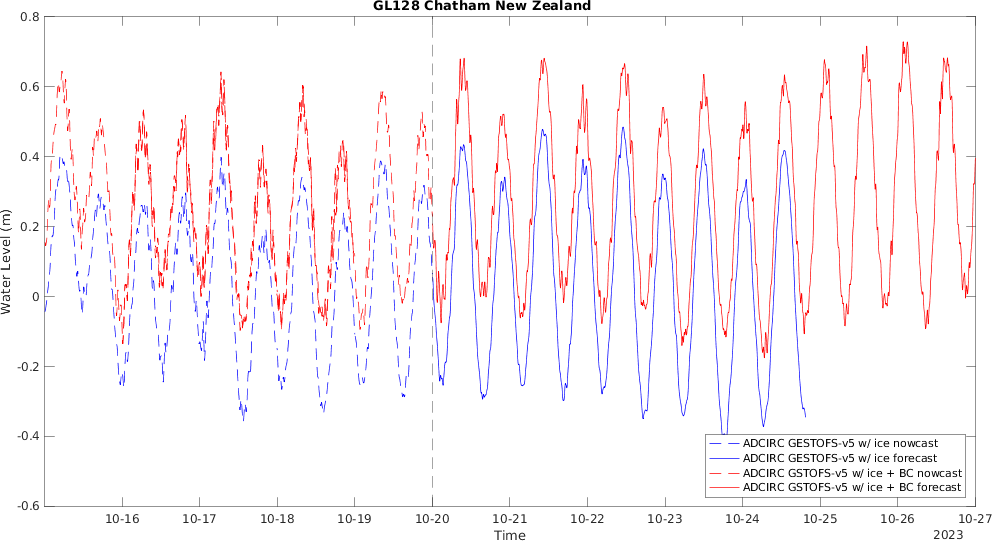 GL128 Chatham New Zealand
0.8
0.6
0.4
0.2
0
-0.2
-0.4
-0.6
Water Level (m)
ADCIRC GESTOFS-v5 w/ ice nowcast
ADCIRC GESTOFS-v5 w/ ice forecast
ADCIRC GSTOFS-v5 w/ ice + BC nowcast
ADCIRC GSTOFS-v5 w/ ice + BC forecast
10-16 10-17 10-18 10-19 10-20 10-21 10-22 10-23 10-24 10-25 10-26 10-27
Time
2023